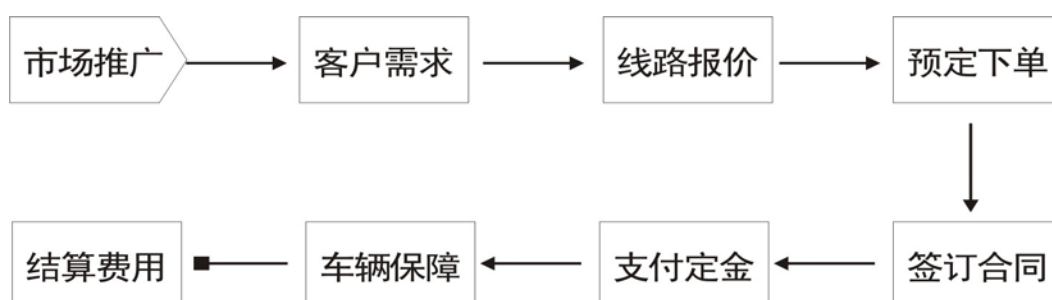 市场推广
客户需求
线路报价
预定下单
签订合同
支付定金
车辆保障
结算费用